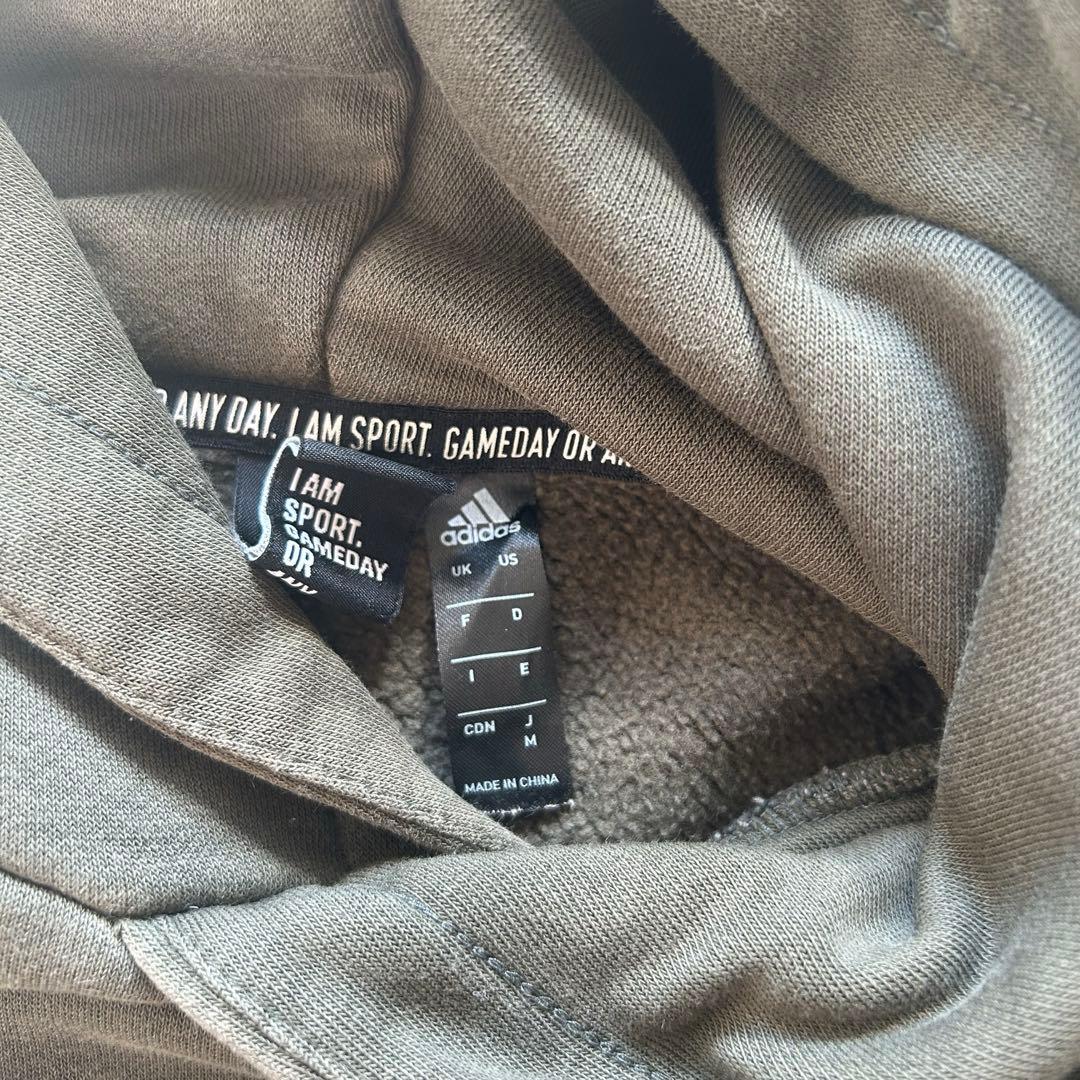 ANY DAY. I AM SPORT. GAMEDAY OR
I AM
SPORT.
GAMEDAY
OR
adidas
UK US
F D
I E
CDN J
M
MADE IN CHINA